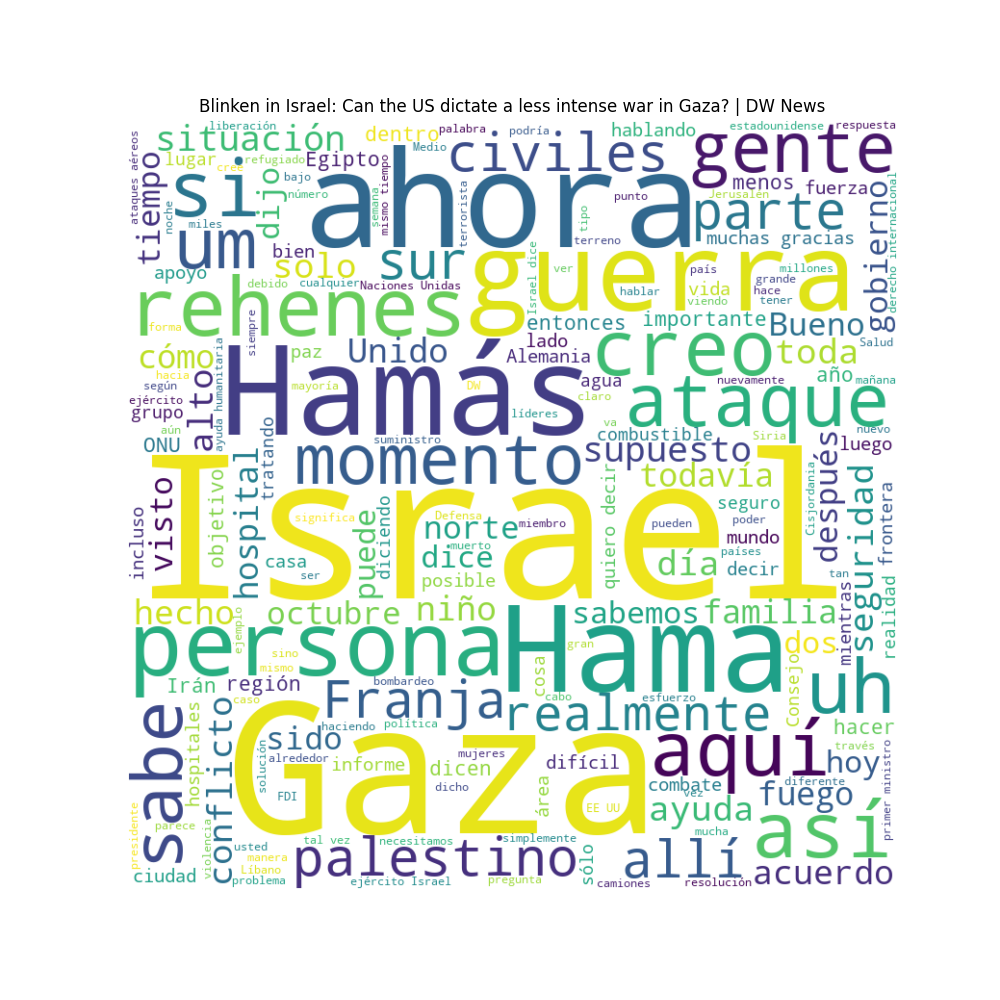 Blinken in Israel: Can the US dictate a less intense war in Gaza? | DW News
liberación
palabra
podría
hablando
estadounidense
respuesta
situación
dentro
Medio
civiles
gente
ataques aéreos
lugar
refugiado
Egipto
cree
tiempo
si
dijo
bajo
número
ahora
mismo tiempo
semana
terrorista
punto
menos
fuerza
Jerusalén
parte
gobierno
derecho internacional
noche
miles
um
bien
tipo
terreno
muchas gracias
apoyo
solo
sur
Israel dice
guerra
ver
país
millones
debido
cualquier
Naciones Unidas
hablar
vida
viendo
grande
hace
tener
rehenes
forma
siempre
entonces
importante
Bueno
cómo
paz
Unido
lado
Alemania
creo
toda
Salud
hacia
ayuda humanitaria
según
alto
Hamás
mayoría
DW
agua
claro
nuevamente
año
mañana
ejército
grupo
líderes
ataque
aún
ONU
suministro
va
combustible
Siria
nuevo
luego
tratando
momento
supuesto
todavía
después
visto
objetivo
hospital
Israel
quiero decir
seguro
Cisjordania
seguridad
frontera
incluso
significa
puede
diciendo
norte
Defensa
miembro
pueden
poder
mundo
casa
dice
muerto
día
países
decir
ser
posible
tan
hecho
ejemplo
octubre
niño
sabemos
familia
mientras
realidad
persona
Hama
dos
sino
gran
mismo
cosa
Consejo
Irán
región
bombardeo
cabo
esfuerzo
uh
caso
Franja
realmente
hacer
sabe
hospitales
conflicto
haciendo
política
sido
solución
alrededor
informe
mujeres
dicen
difícil
aquí
hoy
través
primer ministro
FDI
Gaza
dicho
área
combate
vez
diferente
fuego
EE UU
ayuda
presidente
parece
violencia
mucha
así
usted
tal vez
necesitamos
simplemente
manera
Líbano
palestino
sólo
allí
acuerdo
ciudad
problema
ejército Israel
pregunta
camiones
resolución